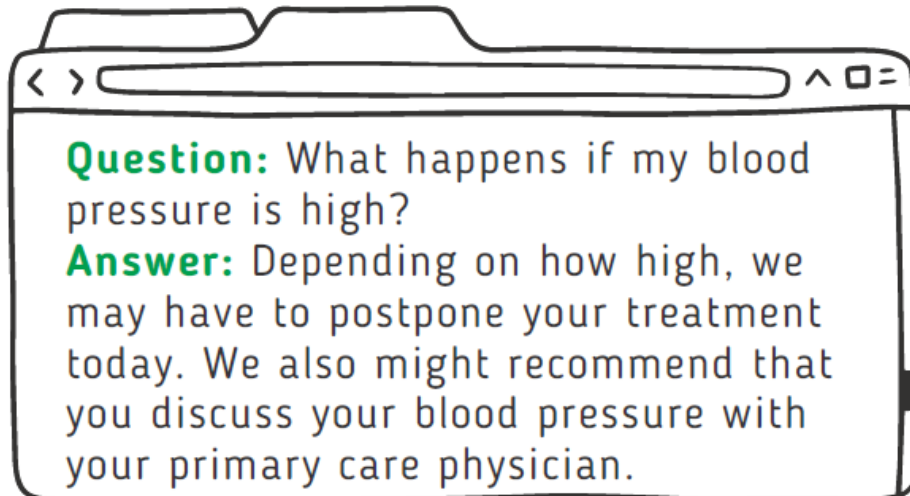 Question: What happens if my blood
pressure is high?
Answer: Depending on how high, we
may have to postpone your treatment
today. We also might recommend that
you discuss your blood pressure with
your primary care physician.